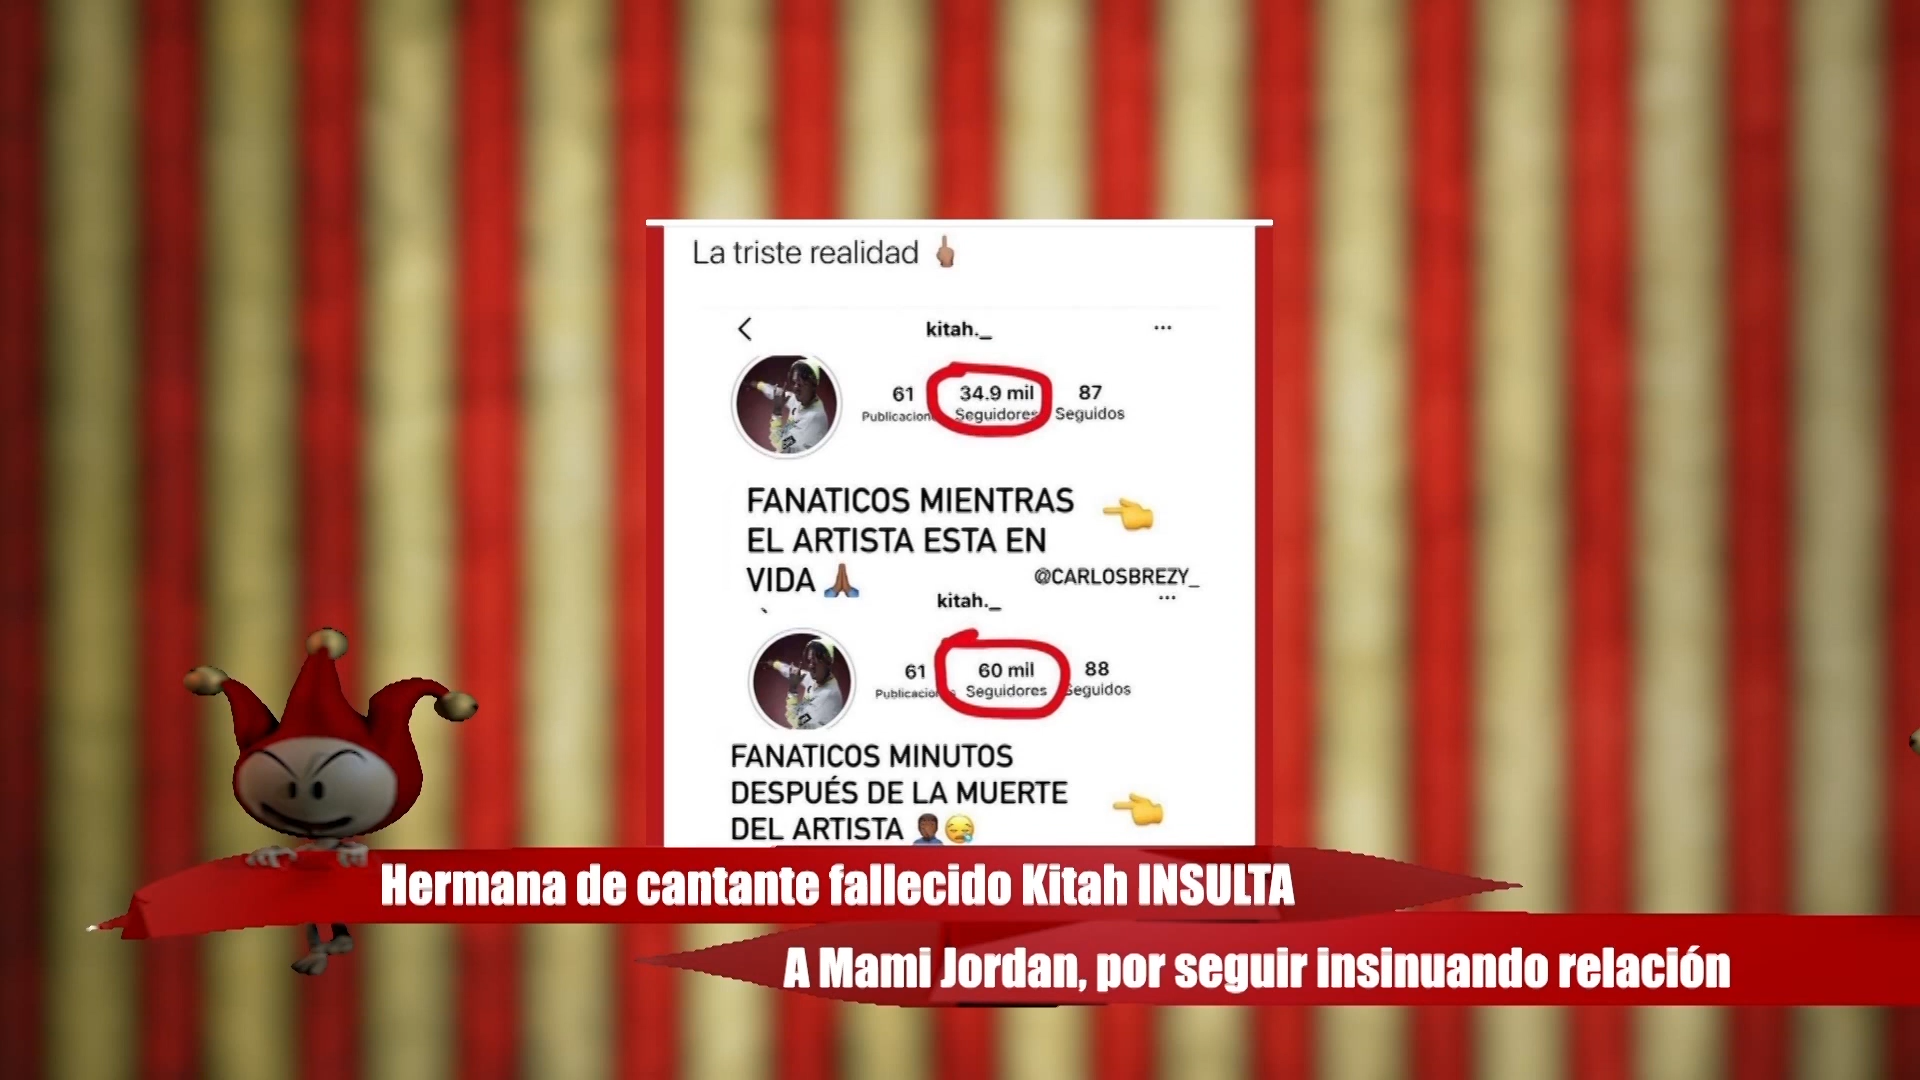 La triste realidad 🖕🏽
kitah._
61 34.9 mil 87
Publicacion Seguidores Seguidos
FANATICOS MIENTRAS
EL ARTISTA ESTA EN
VIDA 🙏🏾
@CARLOSBREZY_
kitah._
61 60 mil 88
Publicacion Seguidores Seguidos
FANATICOS MINUTOS
DESPUÉS DE LA MUERTE
DEL ARTISTA 🤦🏾‍♂️😪
Hermana de cantante fallecido Kitah INSULTA
A Mami Jordan, por seguir insinuando relación